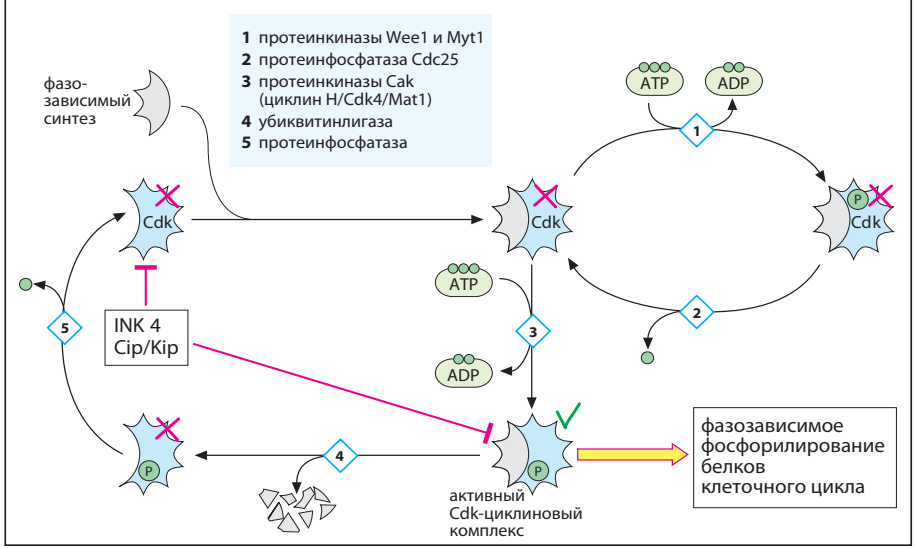 1 протеинкиназы Wee1 и Myt1
2 протеинфосфатаза Cdc25
3 протеинкиназы Cak
(циклин H/Cdk4/Mat1)
4 убиквитинлигаза
5 протеинфосфатаза
фазо-
зависимый
синтез
ATP
ADP
1
Cdk
Cdk
P
Cdk
ATP
2
5
INK 4
Cip/Kip
3
ADP
P
4
P
активный
Cdk-циклиновый
комплекс
фазозависимое
фосфорилирование
белков
клеточного цикла